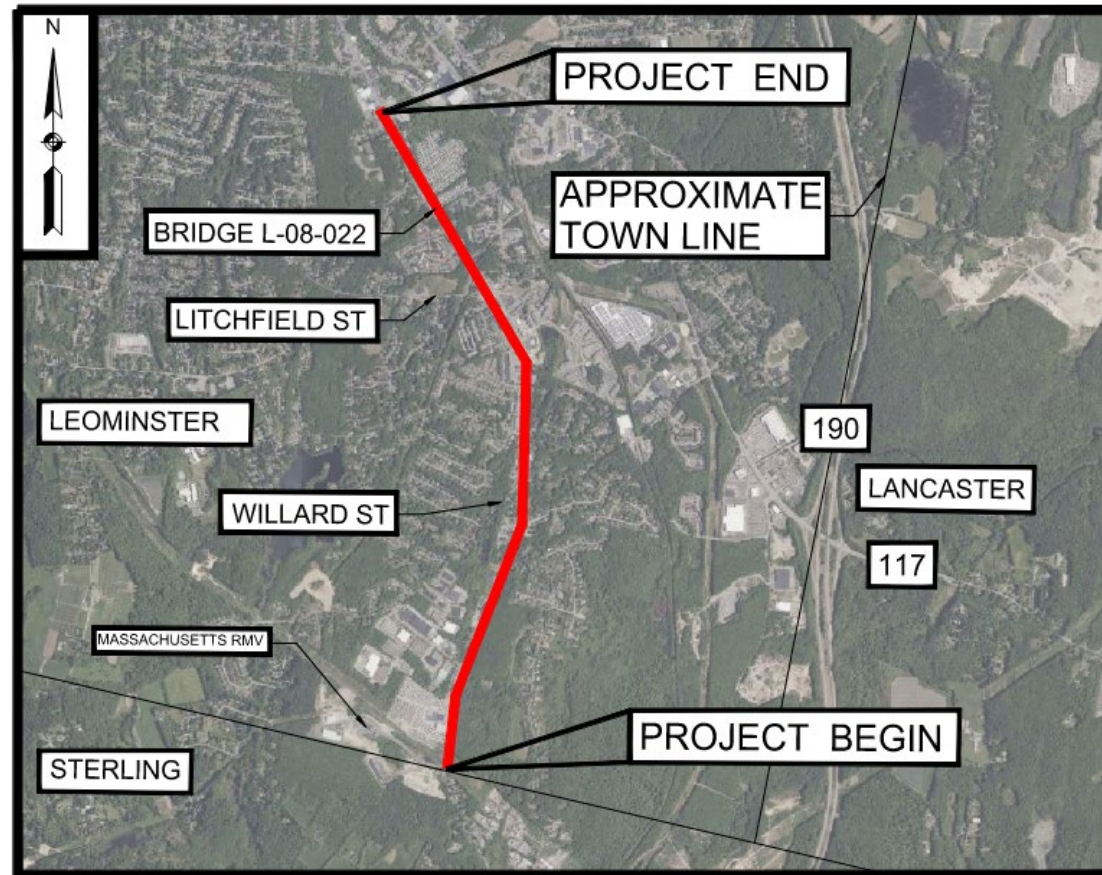 N
PROJECT END
APPROXIMATE
TOWN LINE
BRIDGE L-08-022
LITCHFIELD ST
LEOMINSTER
190
LANCASTER
WILLARD ST
117
MASSACHUSETTS RMV
PROJECT BEGIN
STERLING